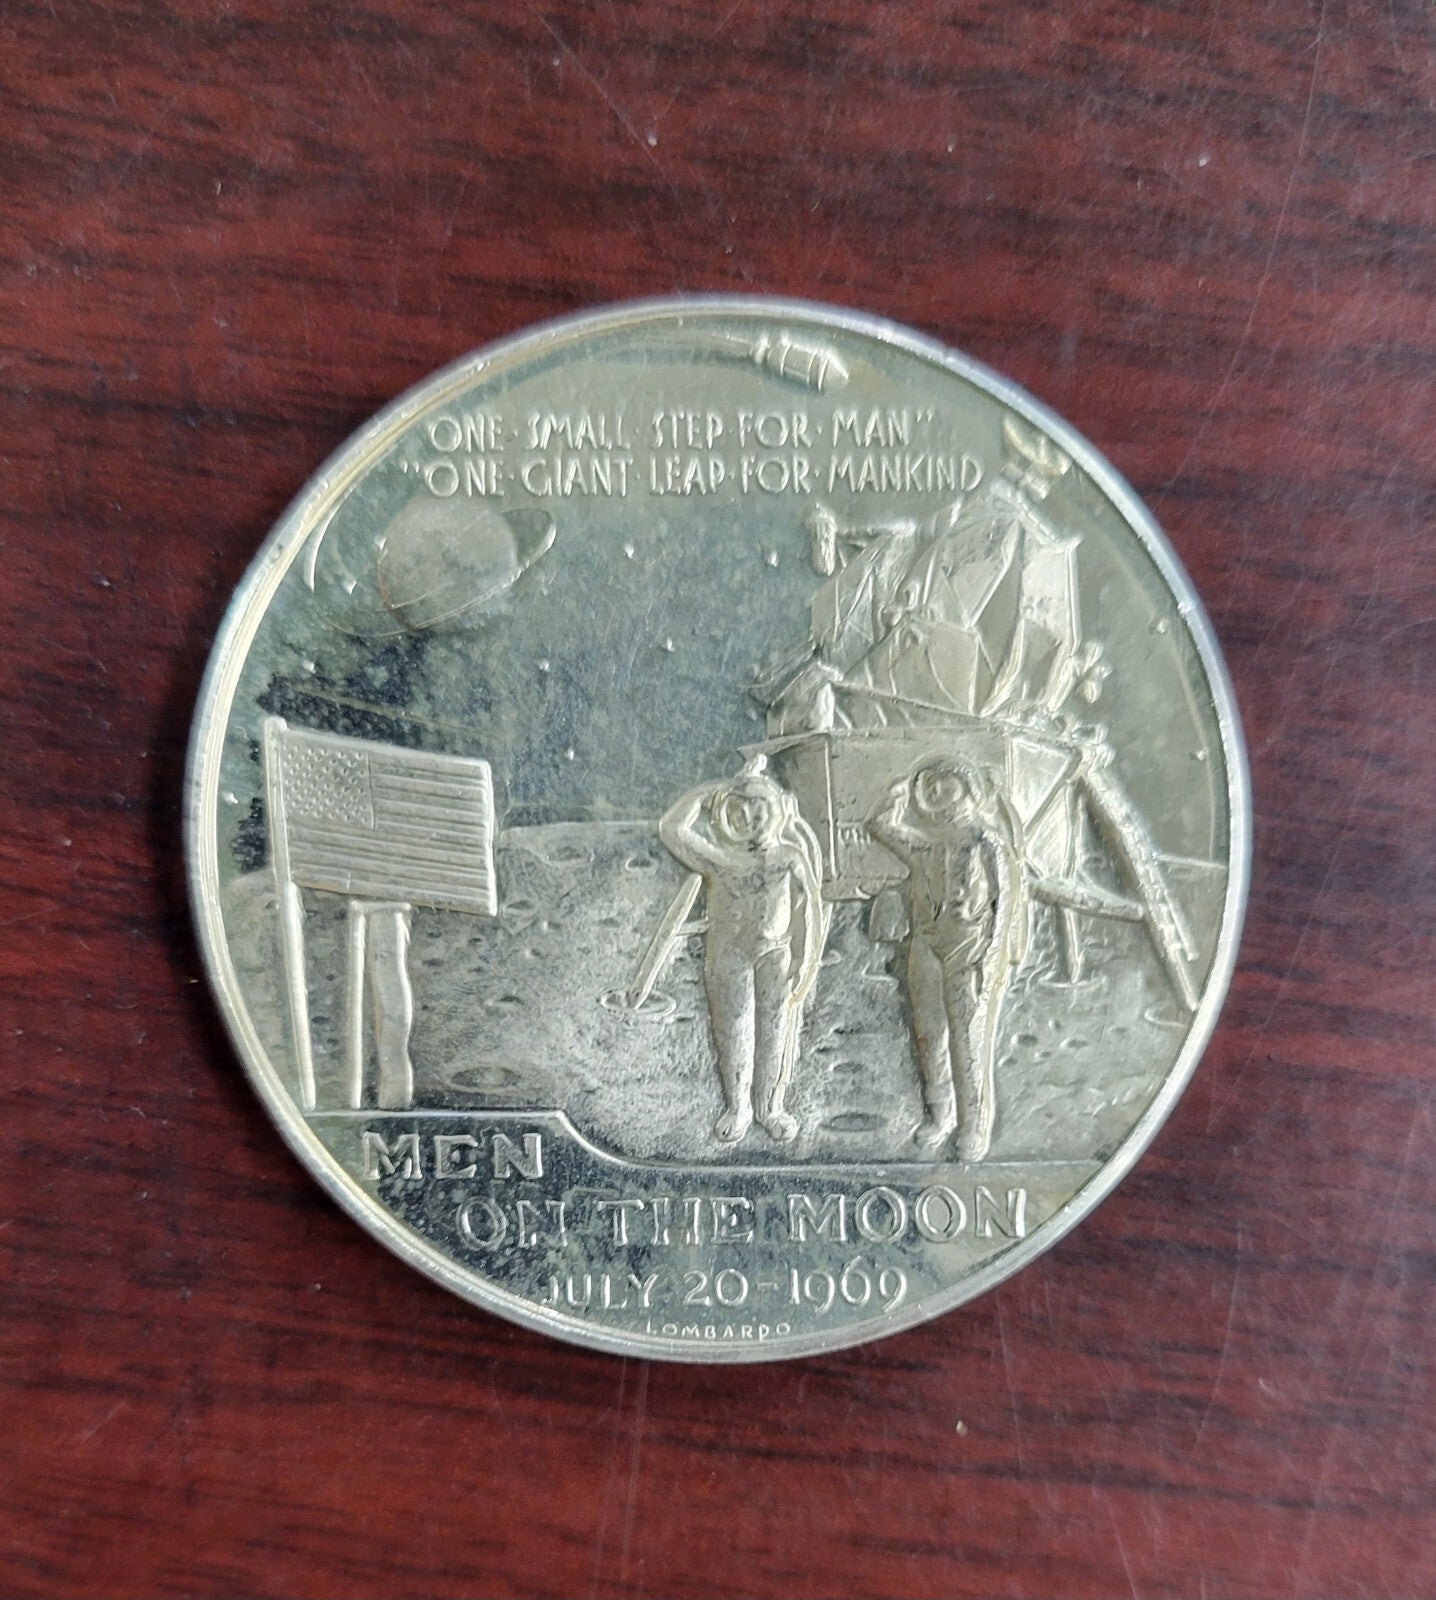 "ONE·SMALL·STEP·FOR·MAN"
"ONE·GIANT·LEAP·FOR·MANKIND
MEN
ON THE MOON
JULY 20-1969
LOMBARDO